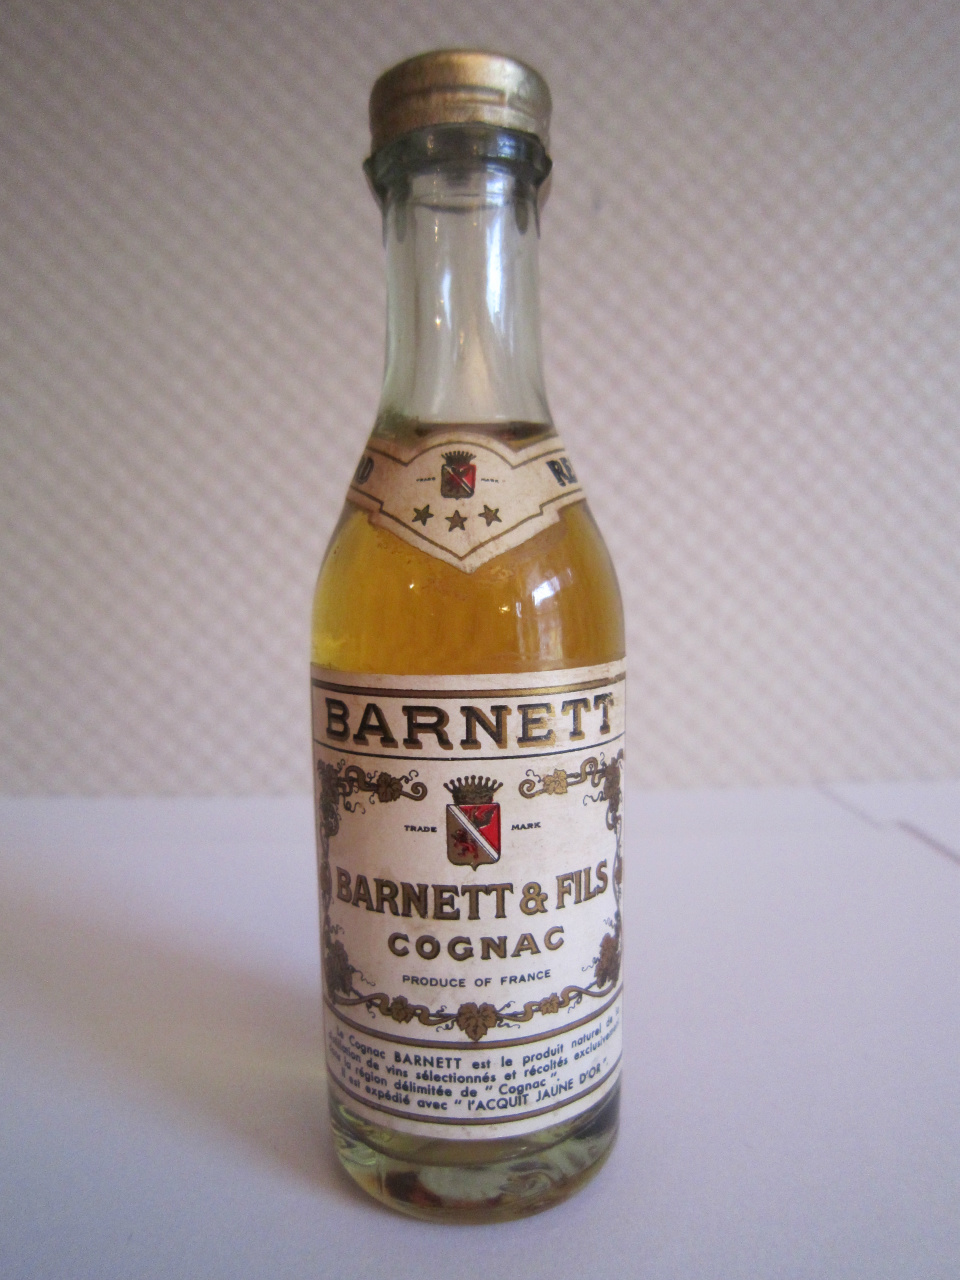 TRADE MARK
BARNETT
TRADE MARK
BARNETT & FILS
COGNAC
PRODUCE OF FRANCE
Le Cognac BARNETT est le produit naturel de la
distillation de vins sélectionnés et récoltés exclusivement
la région délimitée de "Cognac".
Il est expédié avec "l'ACQUIT JAUNE D'OR".